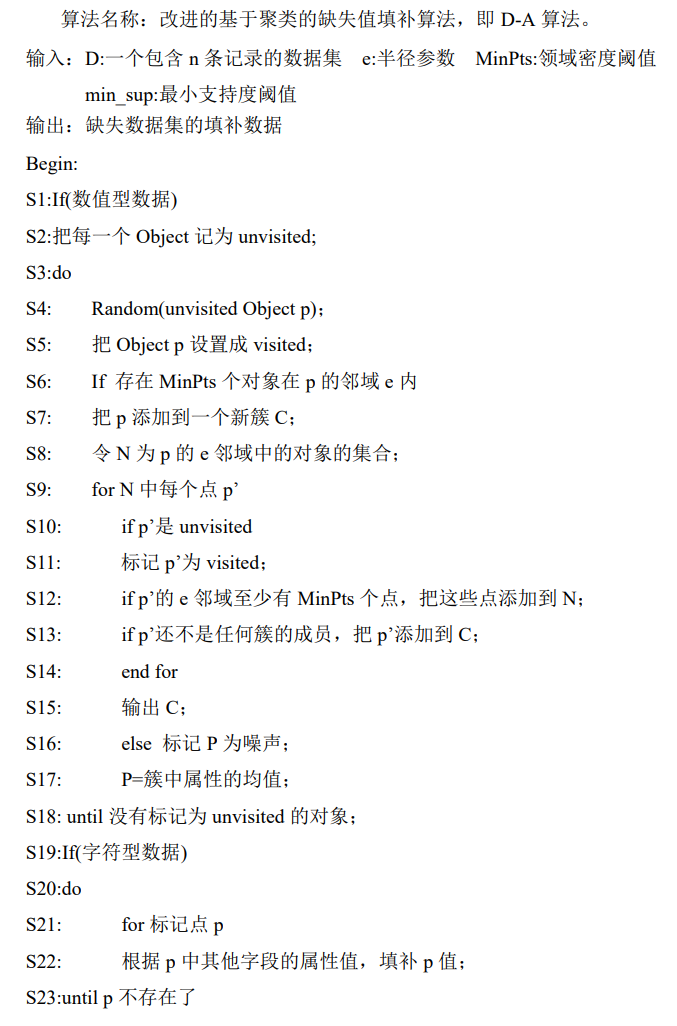 算法名称：改进的基于聚类的缺失值填补算法，即 D-A 算法。
输入：D:一个包含 n 条记录的数据集 e:半径参数 MinPts:领域密度阈值
min_sup:最小支持度阈值
输出：缺失数据集的填补数据
Begin:
S1:If(数值型数据)
S2:把每一个 Object 记为 unvisited;
S3:do
S4: Random(unvisited Object p)；
S5: 把 Object p 设置成 visited；
S6: If 存在 MinPts 个对象在 p 的邻域 e 内
S7: 把 p 添加到一个新簇 C；
S8: 令 N 为 p 的 e 邻域中的对象的集合；
S9: for N 中每个点 p’
S10: if p’是 unvisited
S11: 标记 p’为 visited；
S12: if p’的 e 邻域至少有 MinPts 个点，把这些点添加到 N；
S13: if p’还不是任何簇的成员，把 p’添加到 C；
S14: end for
S15: 输出 C；
S16: else 标记 P 为噪声；
S17: P=簇中属性的均值；
S18: until 没有标记为 unvisited 的对象；
S19:If(字符型数据)
S20:do
S21: for 标记点 p
S22: 根据 p 中其他字段的属性值，填补 p 值；
S23:until p 不存在了